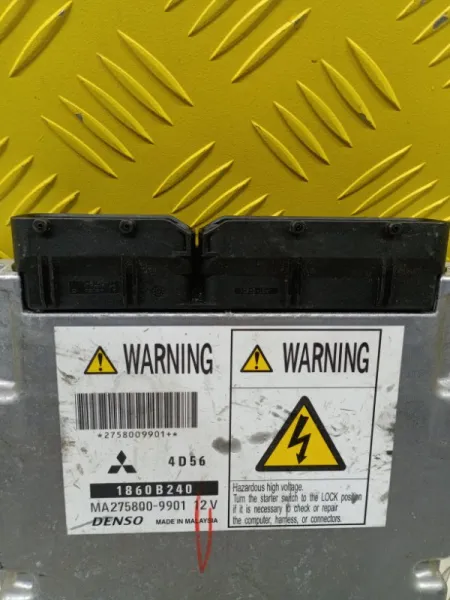 WARNING
*2758009901+*
4D56
1860B240
MA275800-9901 12V
DENSO MADE IN MALAYSIA
WARNING
Hazardous high voltage.
Turn the starter switch to the LOCK position
if it is necessary to check or repair
the computer, harness, or connectors.